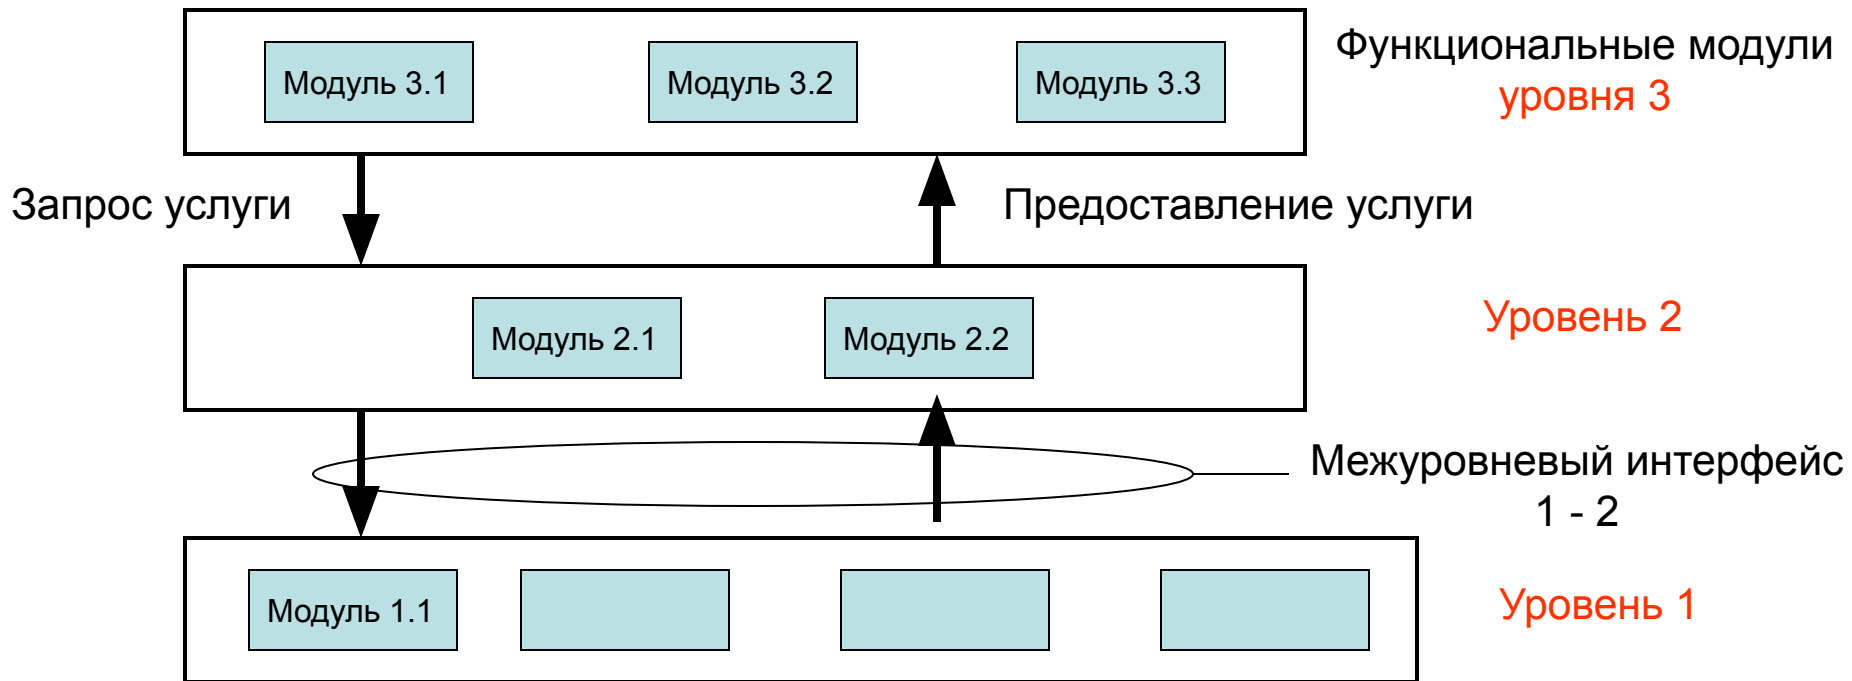 Модуль 3.1
Модуль 3.2
Модуль 3.3
Функциональные модули
уровня 3
Запрос услуги
Предоставление услуги
Модуль 2.1
Модуль 2.2
Уровень 2
Межуровневый интерфейс
1 - 2
Модуль 1.1
Уровень 1